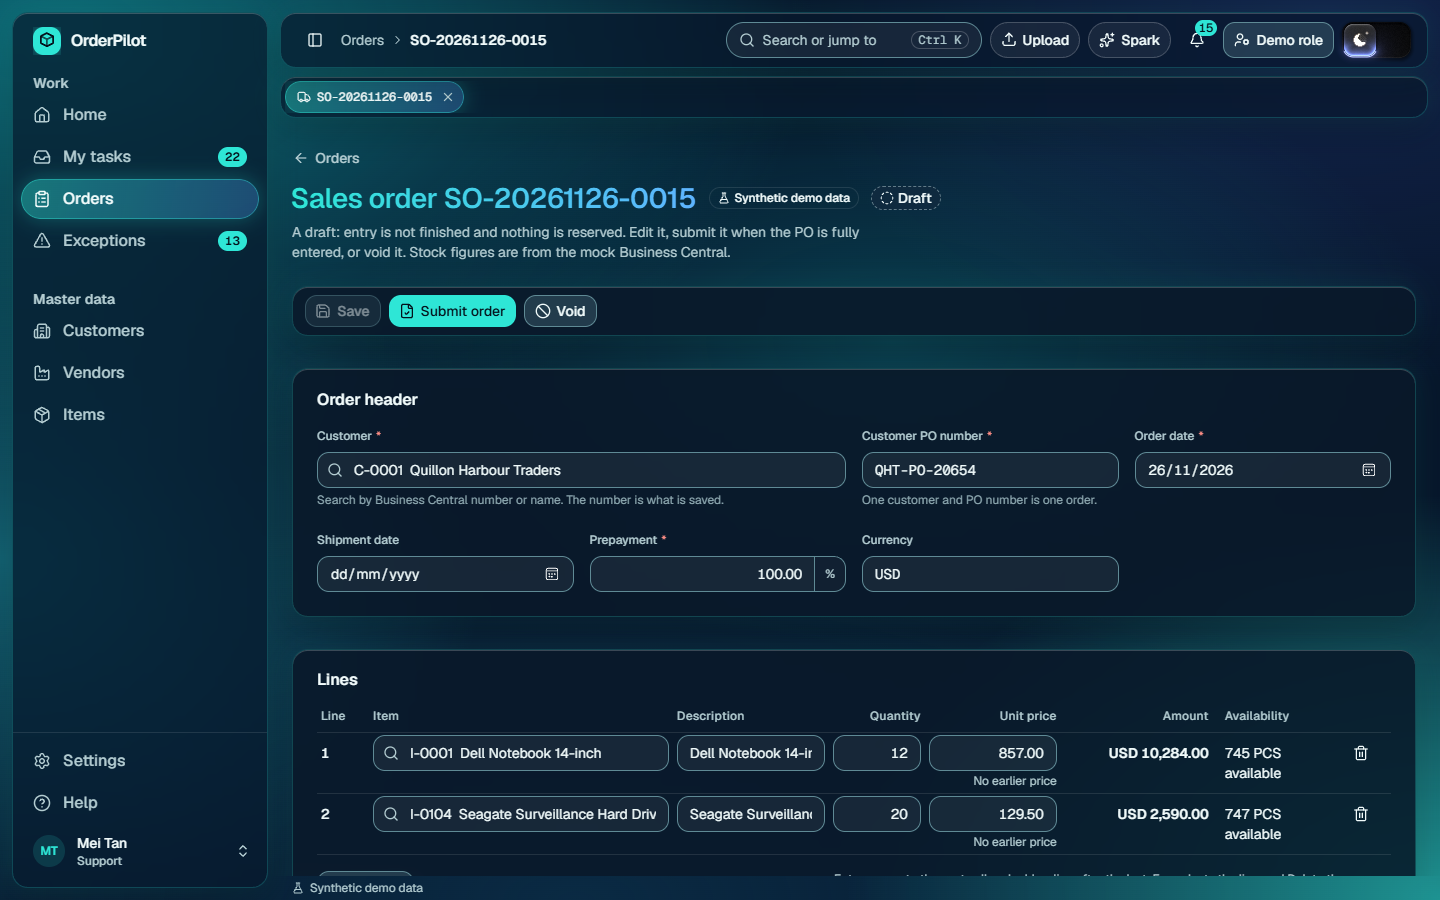 OrderPilot
Work
Home
My tasks 22
Orders
Exceptions 13
Master data
Customers
Vendors
Items
Settings
Help
MT Mei Tan
Support
Orders > SO-20261126-0015
Search or jump to Ctrl K
Upload
Spark
15
Demo role
SO-20261126-0015 ×
← Orders
Sales order SO-20261126-0015 Synthetic demo data Draft
A draft: entry is not finished and nothing is reserved. Edit it, submit it when the PO is fully
entered, or void it. Stock figures are from the mock Business Central.
Save Submit order Void
Order header
Customer * Customer PO number * Order date *
C-0001 Quillon Harbour Traders QHT-PO-20654 26/11/2026
Search by Business Central number or name. The number is what is saved. One customer and PO number is one order.
Shipment date Prepayment * Currency
dd/mm/yyyy 100.00 % USD
Lines
Line Item Description Quantity Unit price Amount Availability
1 I-0001 Dell Notebook 14-inch Dell Notebook 14-ir 12 857.00 USD 10,284.00 745 PCS
available
No earlier price
2 I-0104 Seagate Surveillance Hard Driv Seagate Surveillanc 20 129.50 USD 2,590.00 747 PCS
available
No earlier price
Synthetic demo data